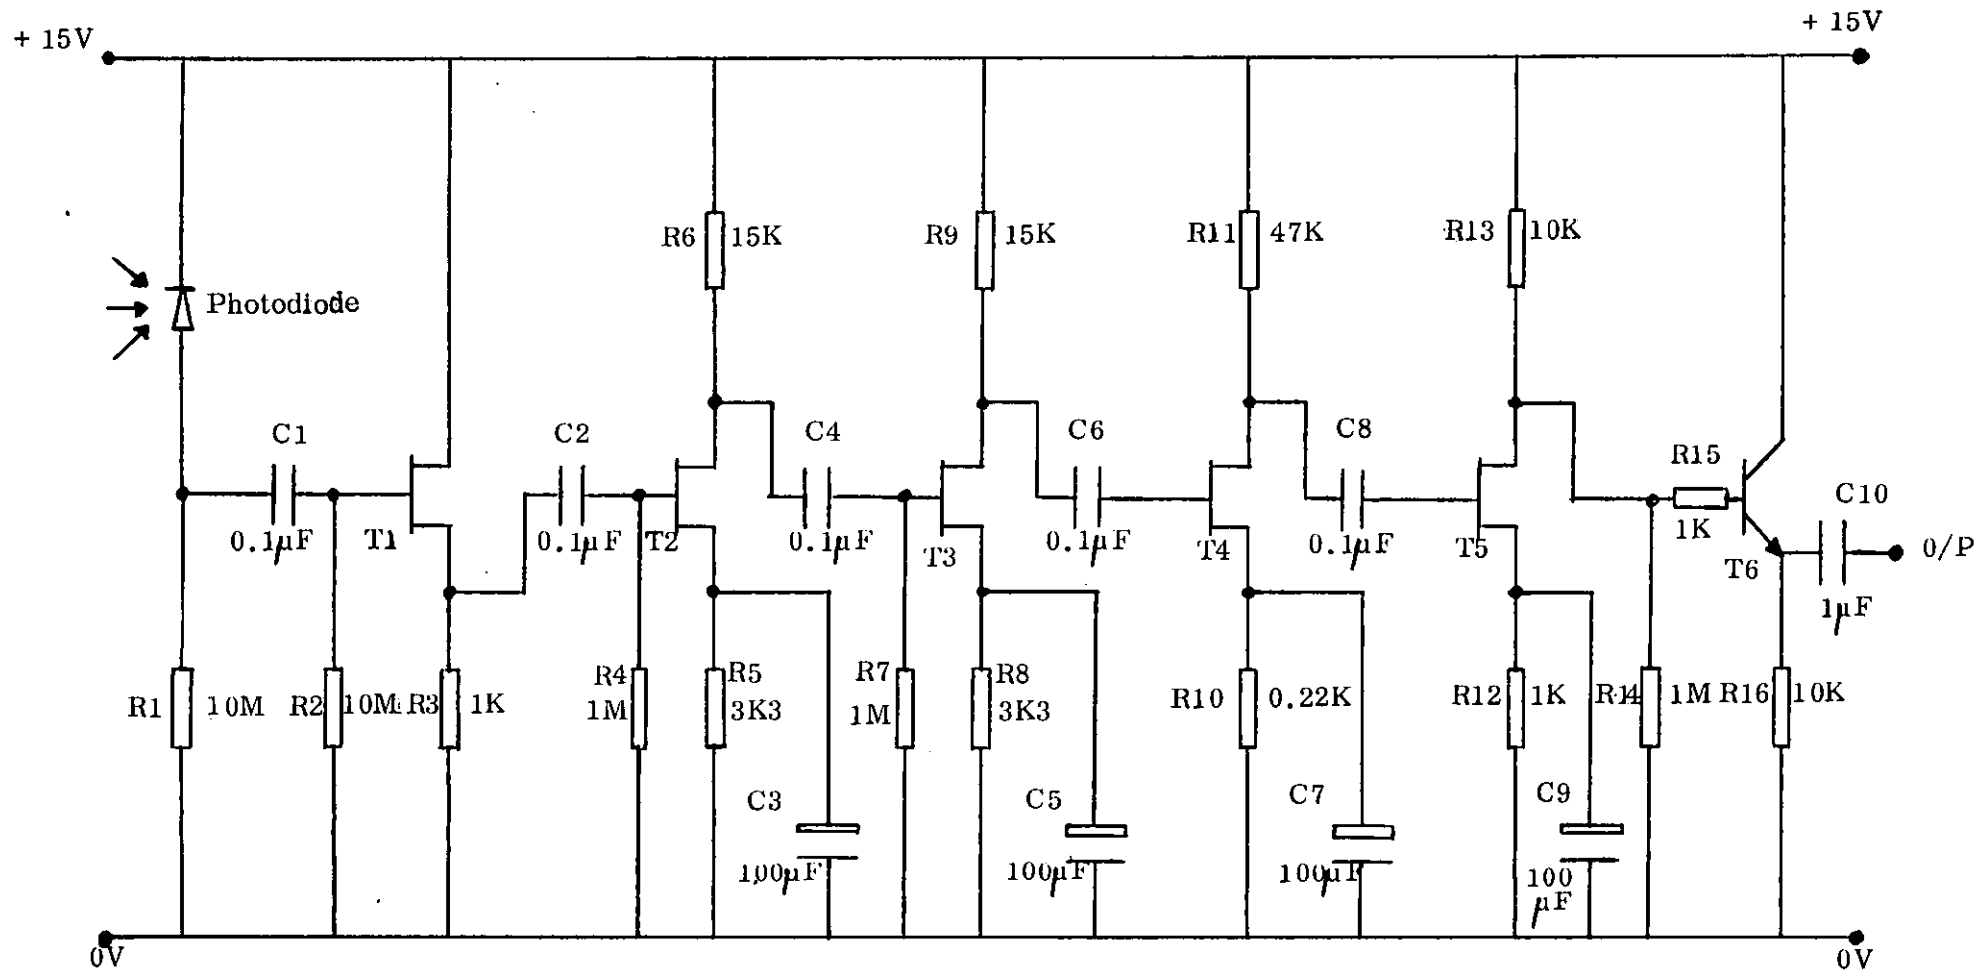 + 15V
+ 15V
R6 15K
R9 15K
R11 47K
R13 10K
Photodiode
C1
C2
C4
C6
C8
R15
C10
0.1µF
T1
0.1µF
T2
0.1µF
T3
0.1µF
T4
0.1µF
T5
1K
T6
0/P
1µF
R1 10M
R2 10M
R3 1K
R4
1M
R5
3K3
R7
1M
R8
3K3
R10 0.22K
R12 1K
R14 1M
R16 10K
C3
C5
C7
C9
100µF
100µF
100µF
100
µF
0V
0V